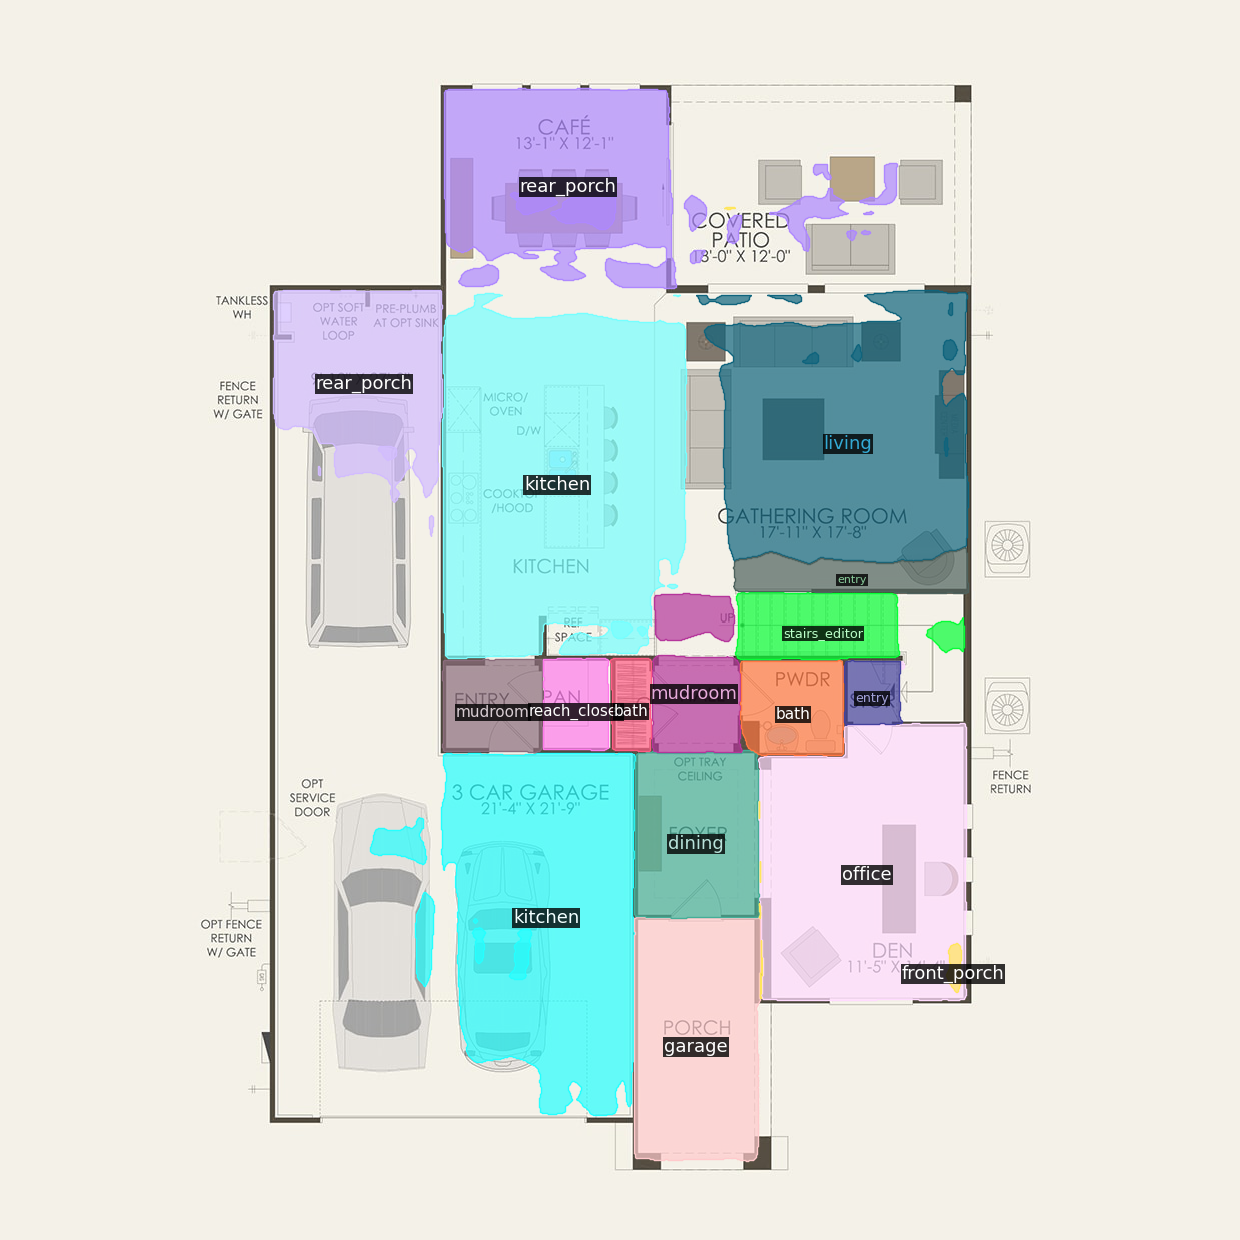 CAFÉ
13'-1" X 12'-1"
rear_porch
COVERED
PATIO
13'-0" X 12'-0"
TANKLESS
WH
OPT SOFT
WATER
LOOP
PRE-PLUMB
AT OPT SINK
rear_porch
FENCE
RETURN
W/ GATE
MICRO/
OVEN
D/W
living
kitchen
COOKTOP
/HOOD
GATHERING ROOM
17'-11" X 17'-8"
KITCHEN
entry
REF
SPACE
UP
stairs_editor
ENTRY
PAN
PWDR
mudroom
mudroom
reach_close
bath
bath
entry
OPT TRAY
CEILING
FENCE
RETURN
OPT
SERVICE
DOOR
3 CAR GARAGE
21'-4" X 21'-9"
FOYER
dining
office
kitchen
OPT FENCE
RETURN
W/ GATE
DEN
11'-5" X
front_porch
PORCH
garage